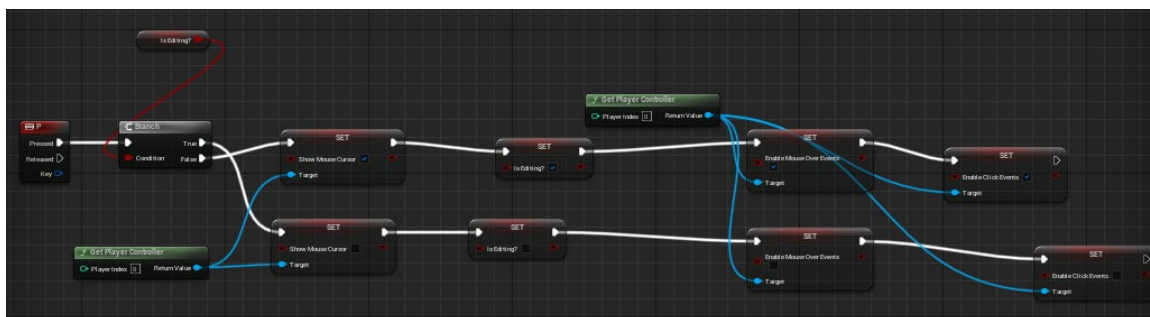 Is Editing?
P
Pressed
Released
Key
Branch
True
Condition False
SET
Show Mouse Cursor
Target
SET
Is Editing?
Get Player Controller
Player Index 0 Return Value
SET
Enable Mouse Over Events
Target
SET
Enable Click Events
Target
Get Player Controller
Player Index 0 Return Value
SET
Show Mouse Cursor
Target
SET
Is Editing?
SET
Enable Mouse Over Events
Target
SET
Enable Click Events
Target